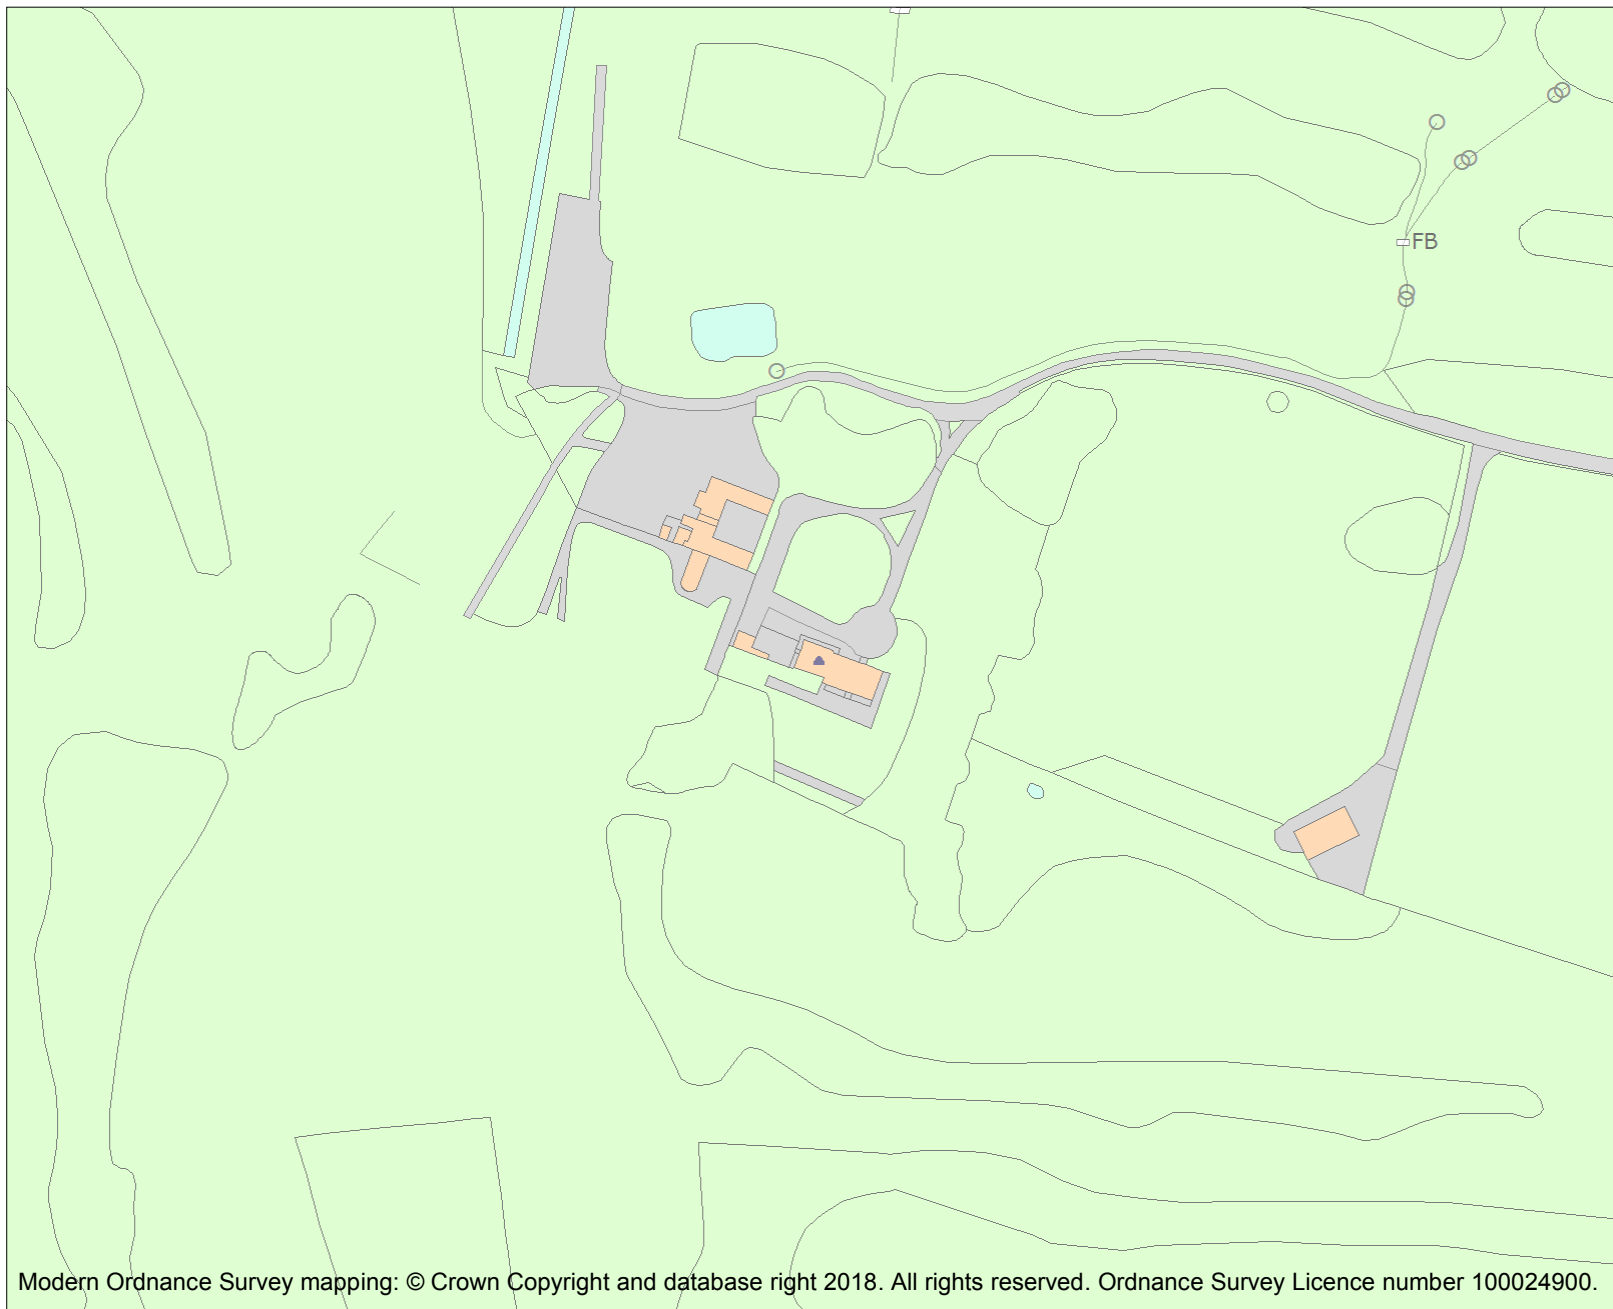 FB
Modern Ordnance Survey mapping: © Crown Copyright and database right 2018. All rights reserved. Ordnance Survey Licence number 100024900.